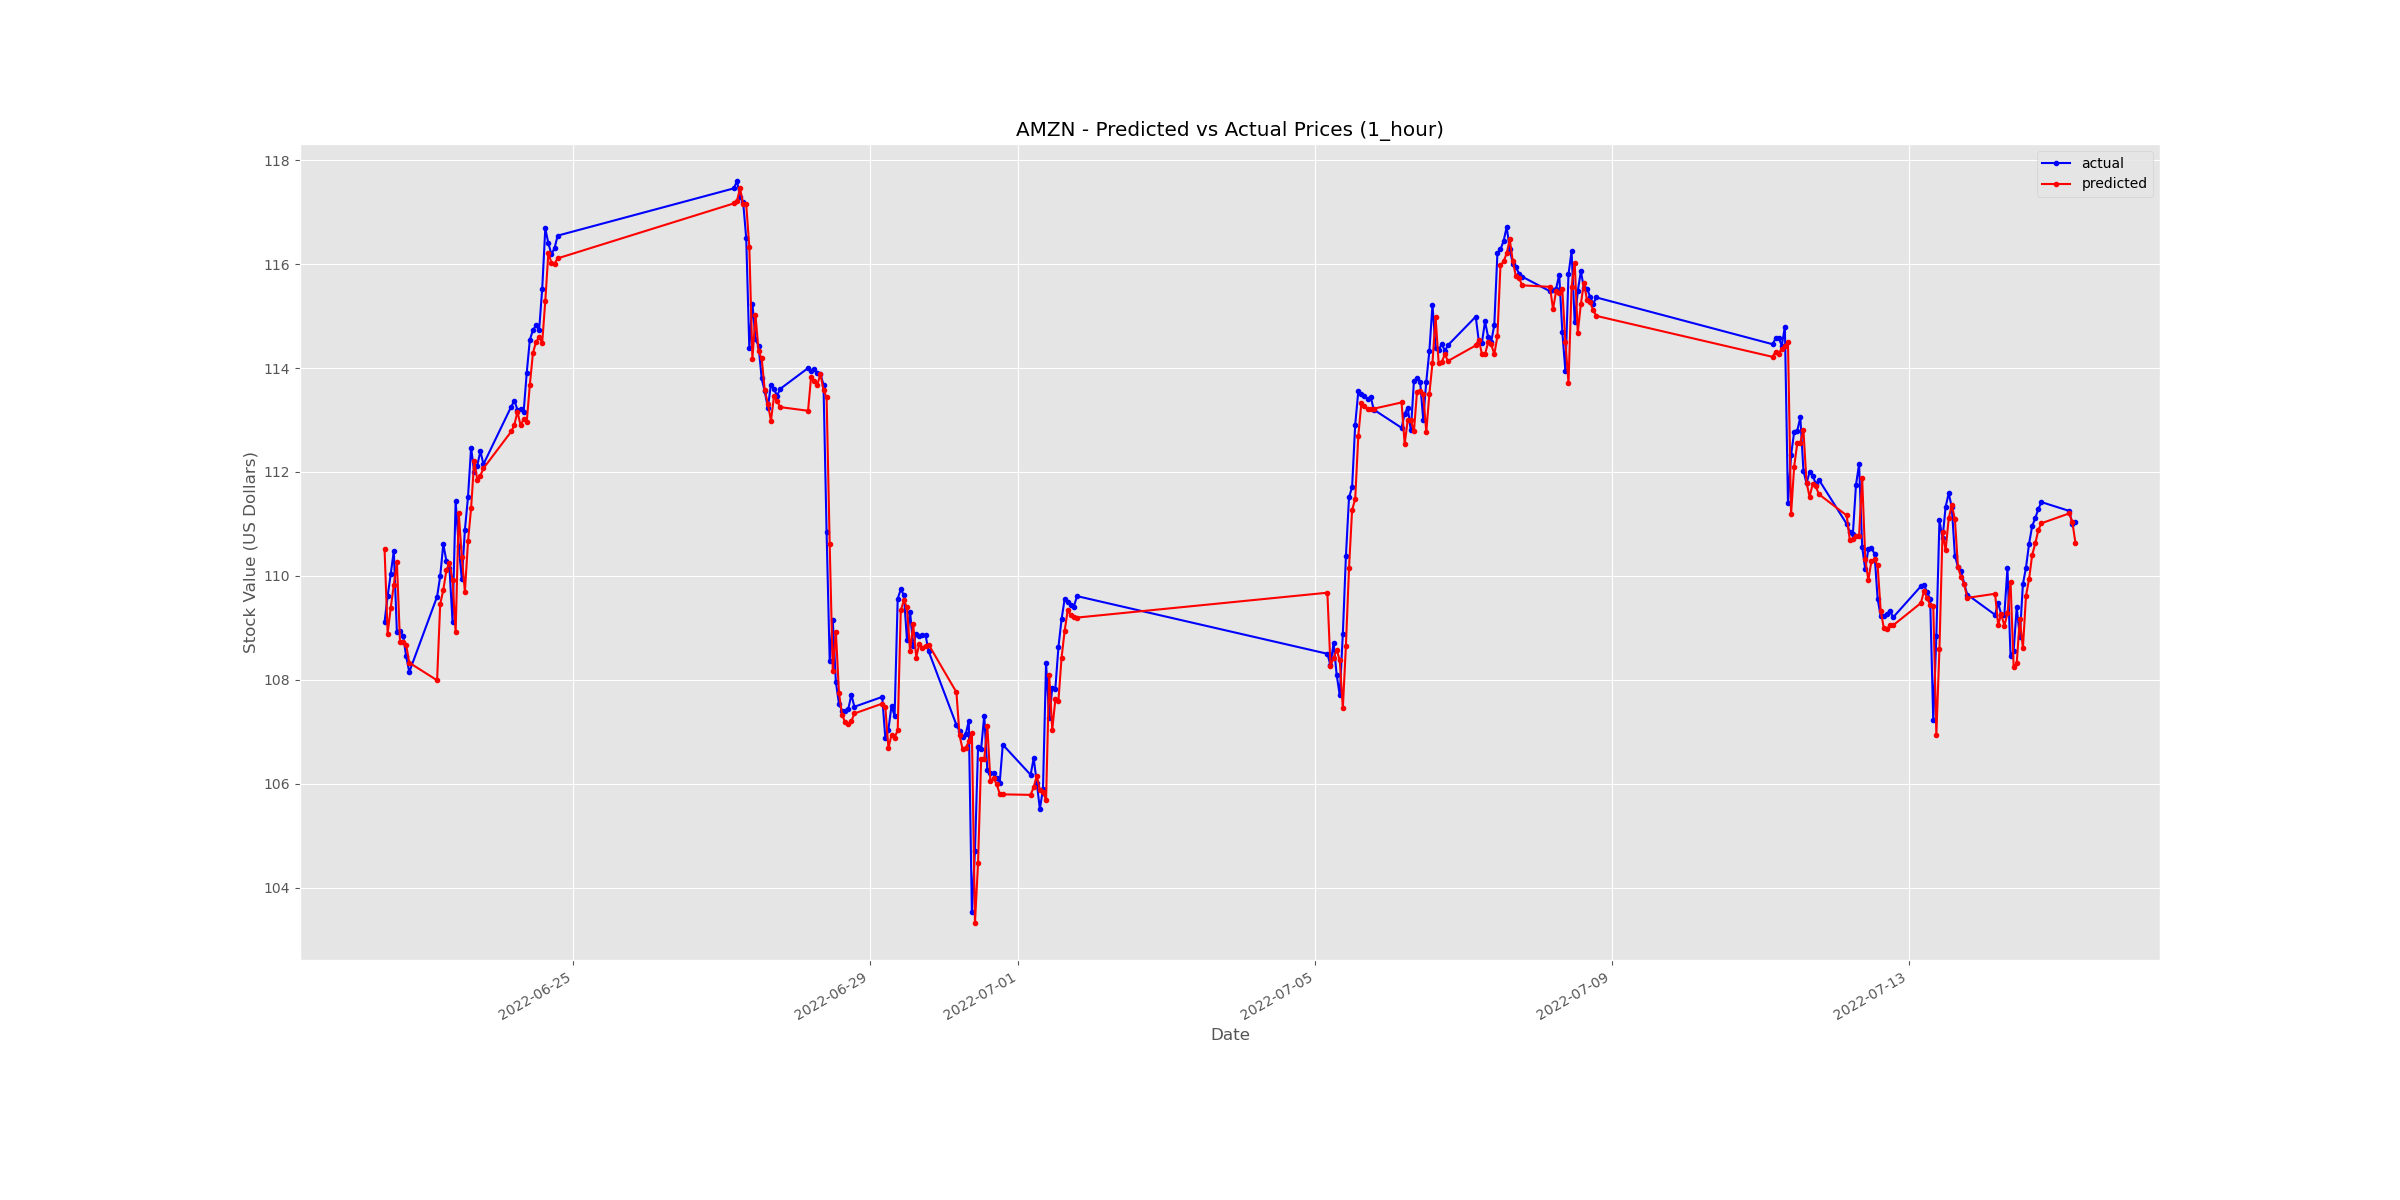 AMZN - Predicted vs Actual Prices (1_hour)
actual
predicted
118
116
114
112
110
108
106
104
Stock Value (US Dollars)
2022-06-25
2022-06-29
2022-07-01
2022-07-05
2022-07-09
2022-07-13
Date